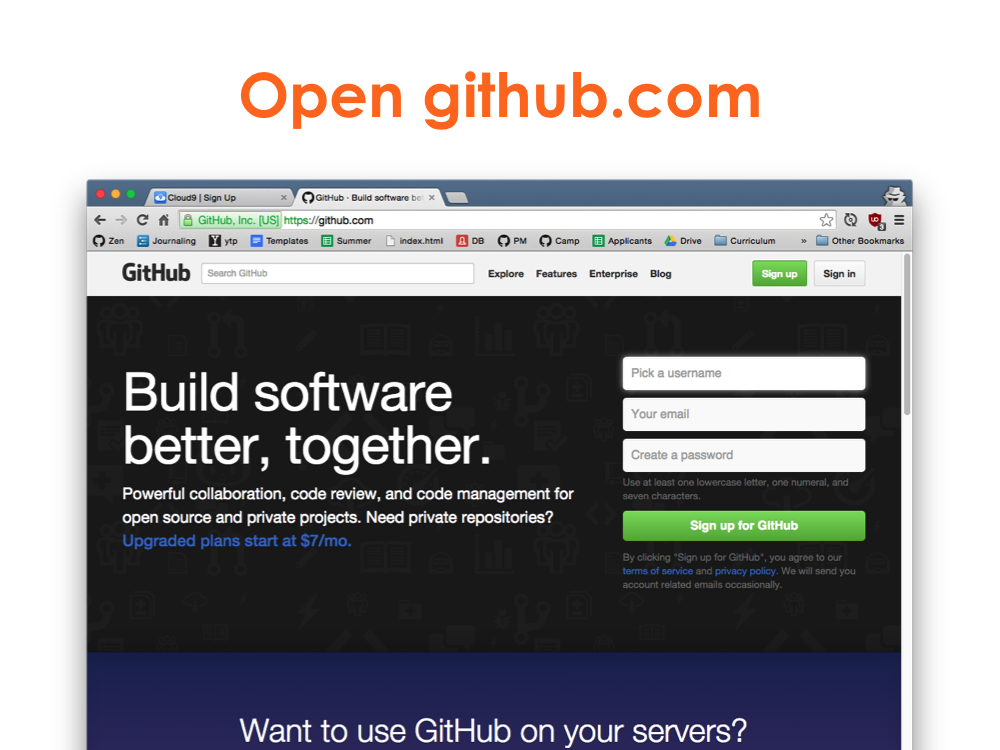 Open github.com
Cloud9 | Sign Up
GitHub · Build software be
GitHub, Inc. [US] https://github.com
Zen Journaling ytp Templates Summer index.html DB PM Camp Applicants Drive Curriculum » Other Bookmarks
GitHub Search GitHub Explore Features Enterprise Blog Sign up Sign in
Build software
better, together.
Powerful collaboration, code review, and code management for
open source and private projects. Need private repositories?
Upgraded plans start at $7/mo.
Pick a username
Your email
Create a password
Use at least one lowercase letter, one numeral, and
seven characters.
Sign up for GitHub
By clicking "Sign up for GitHub", you agree to our
terms of service and privacy policy. We will send you
account related emails occasionally.
Want to use GitHub on your servers?